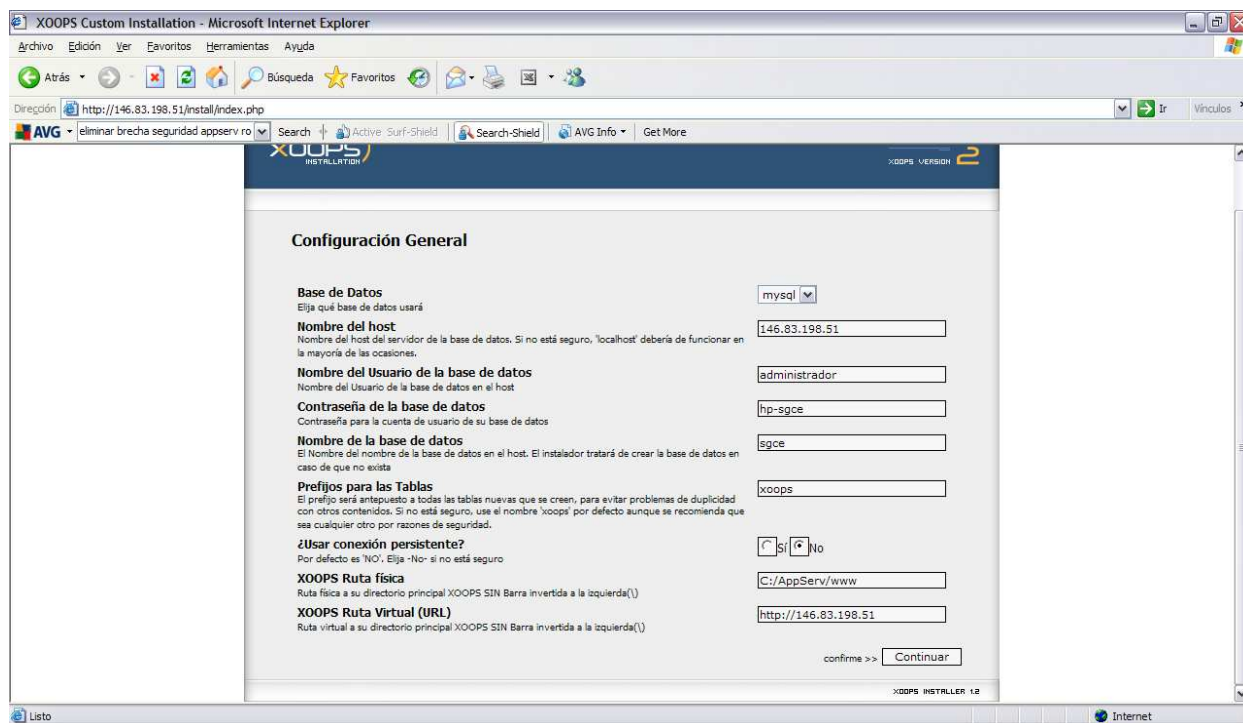 XOOPS Custom Installation - Microsoft Internet Explorer
Archivo Edición Ver Favoritos Herramientas Ayuda
Atrás Búsqueda Favoritos
Dirección http://146.83.198.51/install/index.php Ir Vínculos
AVG eliminar brecha seguridad appserv ro Search Active Surf-Shield Search-Shield AVG Info Get More
XOOPS
INSTALLATION
XOOPS VERSION 2
Configuración General
Base de Datos
Elija qué base de datos usará
mysql
Nombre del host
Nombre del host del servidor de la base de datos. Si no está seguro, 'localhost' debería de funcionar en
la mayoría de las ocasiones.
146.83.198.51
Nombre del Usuario de la base de datos
Nombre del Usuario de la base de datos en el host
administrador
Contraseña de la base de datos
Contraseña para la cuenta de usuario de su base de datos
hp-sgce
Nombre de la base de datos
El Nombre del nombre de la base de datos en el host. El instalador tratará de crear la base de datos en
caso de que no exista
sgce
Prefijos para las Tablas
El prefijo será antepuesto a todas las tablas nuevas que se creen, para evitar problemas de duplicidad
con otros contenidos. Si no está seguro, use el nombre 'xoops' por defecto aunque se recomienda que
sea cualquier otro por razones de seguridad.
xoops
¿Usar conexión persistente?
Por defecto es 'NO'. Elija -No- si no está seguro
Sí No
XOOPS Ruta física
Ruta física a su directorio principal XOOPS SIN Barra invertida a la izquierda(\)
C:/AppServ/www
XOOPS Ruta Virtual (URL)
Ruta virtual a su directorio principal XOOPS SIN Barra invertida a la izquierda(\)
http://146.83.198.51
confirme >> Continuar
XOOPS INSTALLER 1.2
Listo Internet